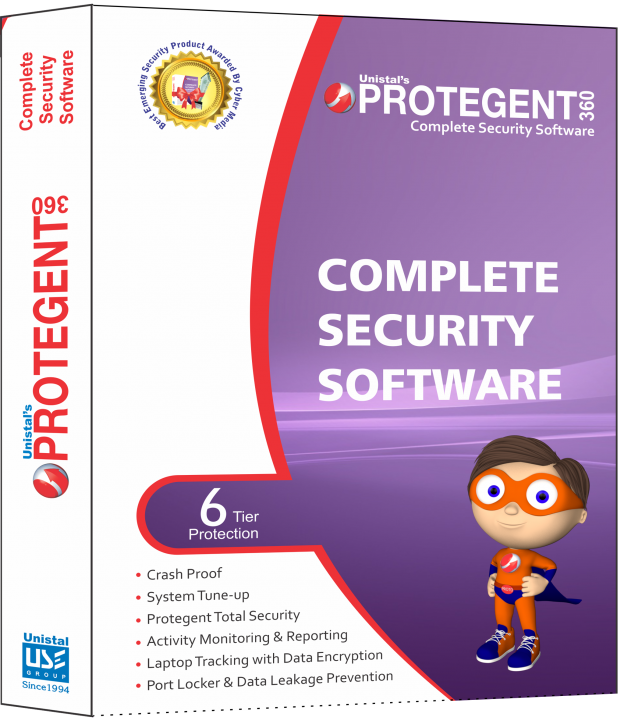 Complete
Security
Software
Unistal's
PROTEGENT 360
Unistal
USE
GROUP
Since1994
Best Emerging Security Product Awarded By Cyber Media
Unistal's
PROTEGENT 360
Complete Security Software
COMPLETE
SECURITY
SOFTWARE
6 Tier
Protection
• Crash Proof
• System Tune-up
• Protegent Total Security
• Activity Monitoring & Reporting
• Laptop Tracking with Data Encryption
• Port Locker & Data Leakage Prevention